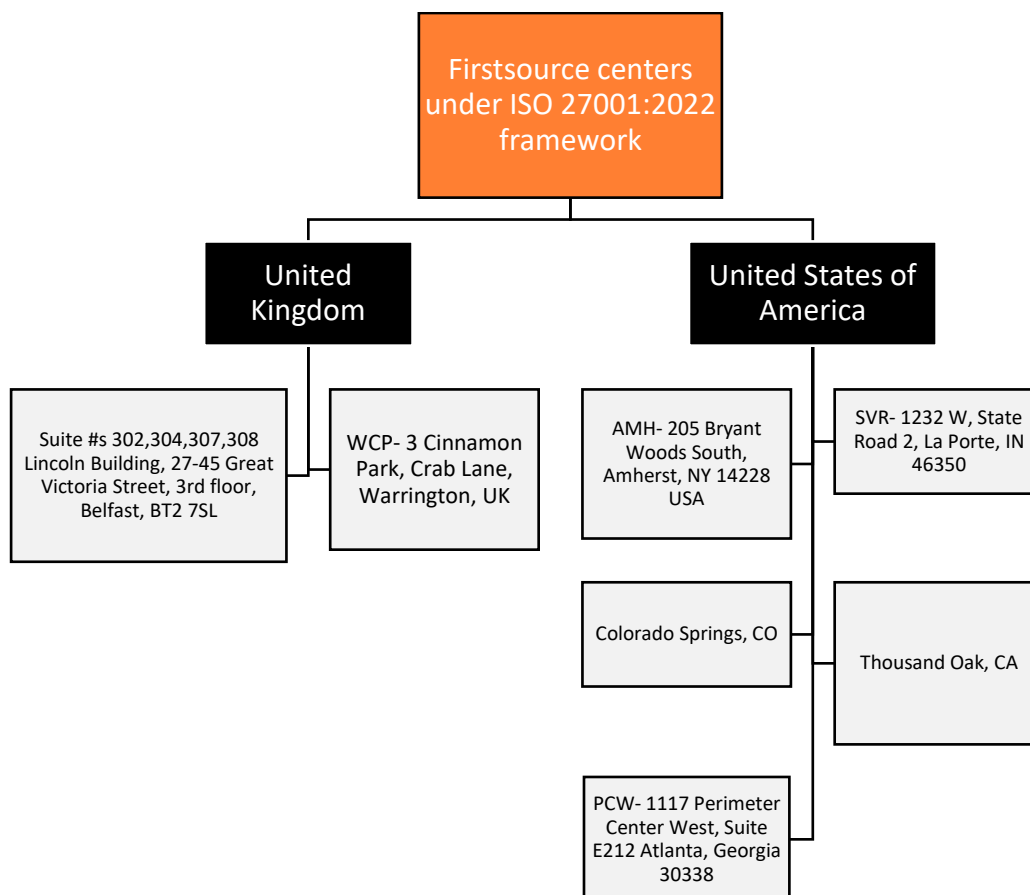 Firstsource centers
under ISO 27001:2022
framework
United
Kingdom
United States of
America
Suite #s 302,304,307,308
Lincoln Building, 27-45 Great
Victoria Street, 3rd floor,
Belfast, BT2 7SL
WCP- 3 Cinnamon
Park, Crab Lane,
Warrington, UK
AMH- 205 Bryant
Woods South,
Amherst, NY 14228
USA
SVR- 1232 W, State
Road 2, La Porte, IN
46350
Colorado Springs, CO
Thousand Oak, CA
PCW- 1117 Perimeter
Center West, Suite
E212 Atlanta, Georgia
30338